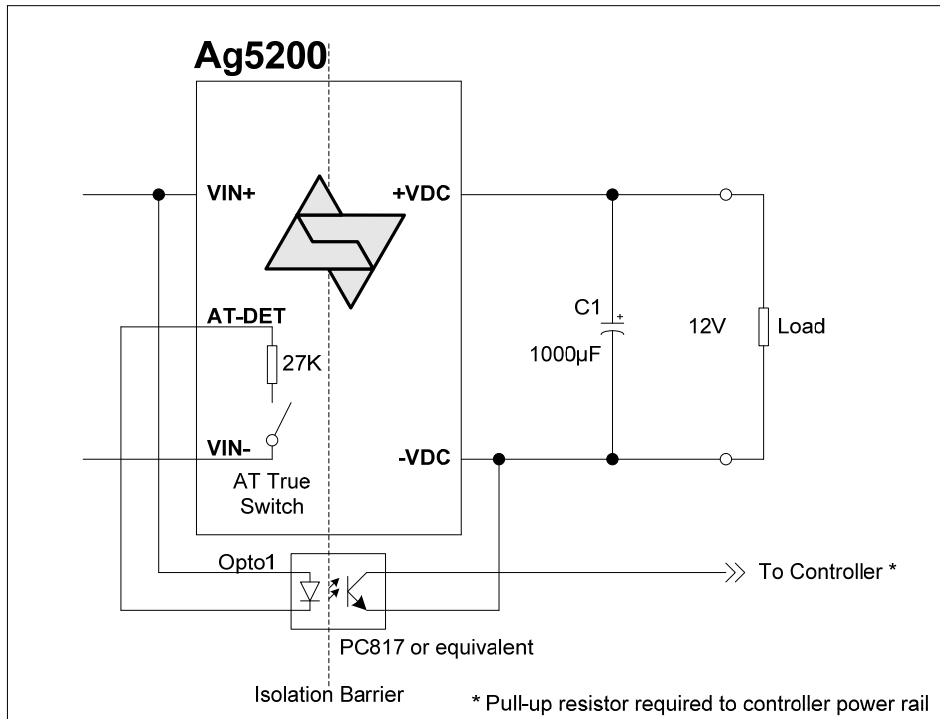 Ag5200
VIN+
+VDC
AT-DET
27K
C1
+
1000µF
12V
Load
VIN-
-VDC
AT True
Switch
Opto1
To Controller *
PC817 or equivalent
Isolation Barrier
* Pull-up resistor required to controller power rail